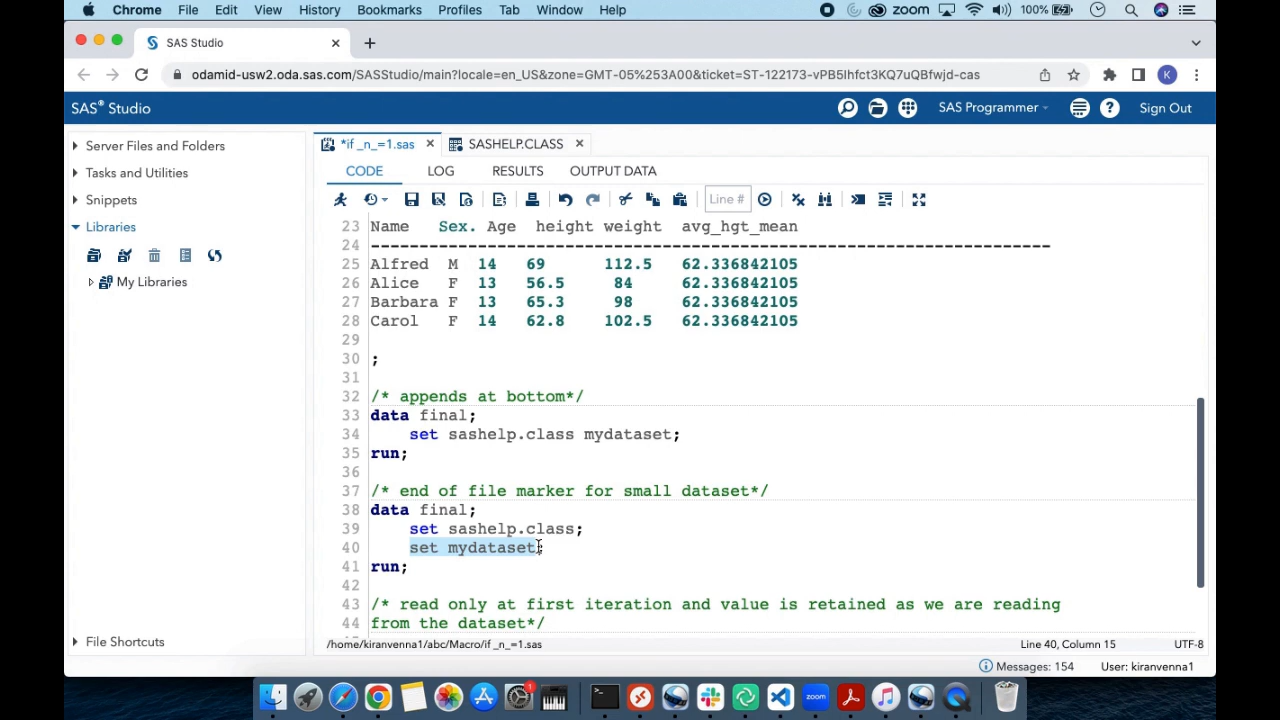 Chrome File Edit View History Bookmarks Profiles Tab Window Help zoom 100%
SAS Studio
odamid-usw2.oda.sas.com/SASStudio/main?locale=en_US&zone=GMT-05%253A00&ticket=ST-122173-vPB5Ihfct3KQ7uQBfwjd-cas K
SAS® Studio SAS Programmer Sign Out
Server Files and Folders
Tasks and Utilities
Snippets
Libraries
My Libraries
File Shortcuts
*if _n_=1.sas SASHELP.CLASS
CODE LOG RESULTS OUTPUT DATA
Line #
23 Name Sex. Age height weight avg_hgt_mean
24 ----------------------------------------------------------------------
25 Alfred M 14 69 112.5 62.336842105
26 Alice F 13 56.5 84 62.336842105
27 Barbara F 13 65.3 98 62.336842105
28 Carol F 14 62.8 102.5 62.336842105
29
30 ;
31
32 /* appends at bottom*/
33 data final;
34 set sashelp.class mydataset;
35 run;
36
37 /* end of file marker for small dataset*/
38 data final;
39 set sashelp.class;
40 set mydataset;
41 run;
42
43 /* read only at first iteration and value is retained as we are reading
44 from the dataset*/
/home/kiranvenna1/abc/Macro/if _n_=1.sas Line 40, Column 15 UTF-8
Messages: 154 User: kiranvenna1
1
zoom